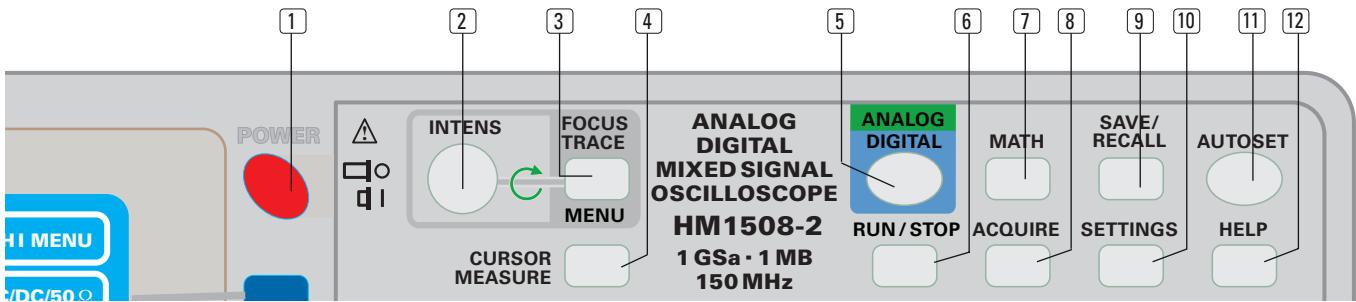 1 2 3 4 5 6 7 8 9 10 11 12
POWER
INTENS
FOCUS
TRACE
MENU
CURSOR
MEASURE
ANALOG
DIGITAL
MIXED SIGNAL
OSCILLOSCOPE
HM1508-2
1 GSa · 1 MB
150 MHz
ANALOG
DIGITAL
RUN / STOP
MATH
ACQUIRE
SAVE/
RECALL
SETTINGS
AUTOSET
HELP
H I MENU
C/DC/50 Ω